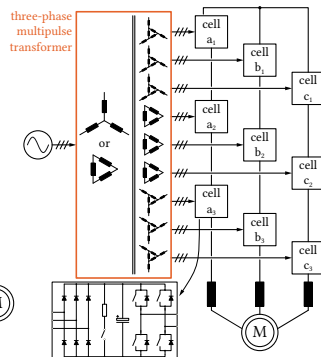 three-phase
multipulse
transformer
cell
a1
cell
b1
cell
c1
or
cell
a2
cell
b2
cell
c2
cell
a3
cell
b3
cell
c3
+
M